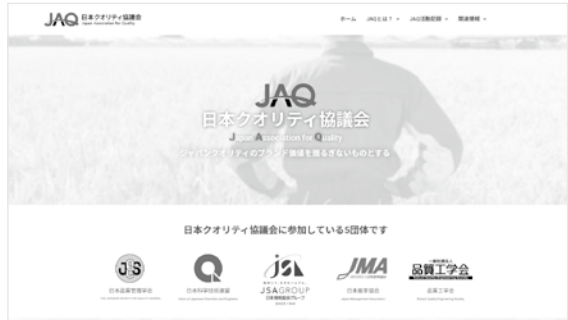 JAQ 日本クオリティ協議会
Japan Association for Quality
ホーム JAQとは？ JAQ活動記録 関連情報
JAQ
日本クオリティ協議会
Japan Association for Quality
ジャパンクオリティのブランド価値を揺るぎないものとする
日本クオリティ協議会に参加している5団体です
JSA GROUP
日本規格協会グループ
JMA
一般社団法人
品質工学会
日本品質管理学会
日本科学技術連盟
日本能率協会
品質工学会